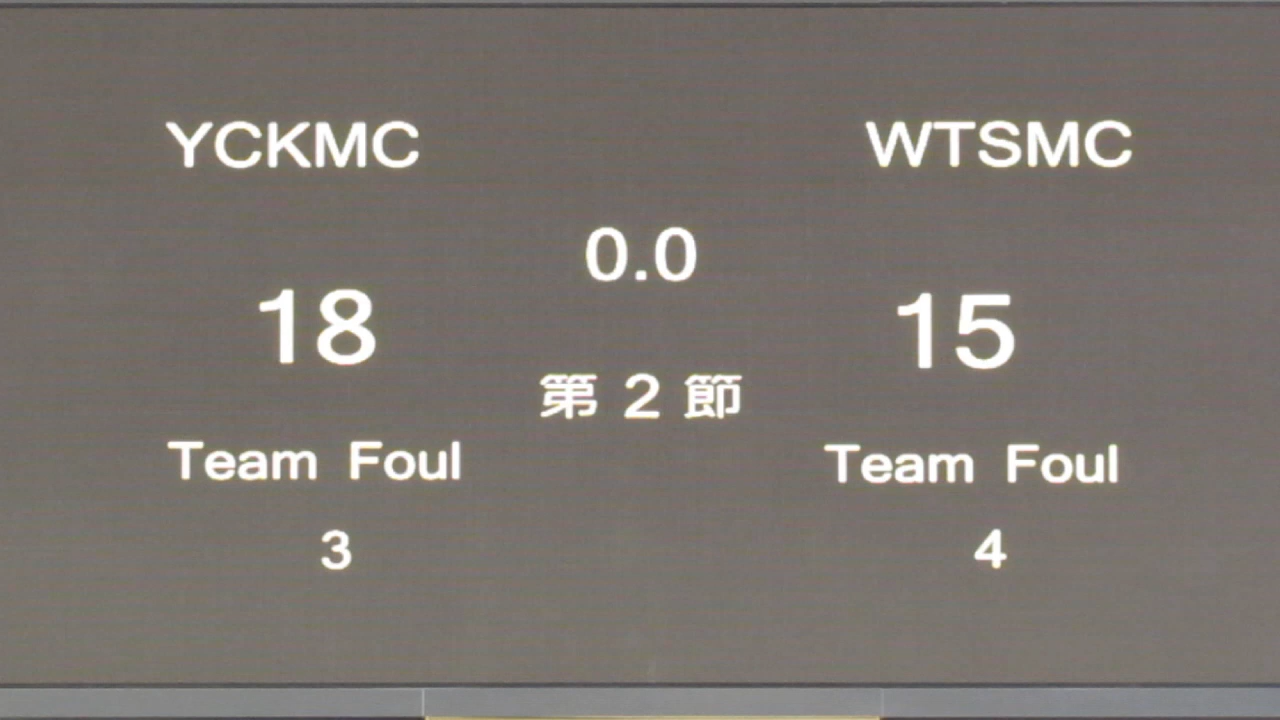 YCKMC
WTSMC
0.0
18
15
第 2 節
Team Foul
Team Foul
3
4